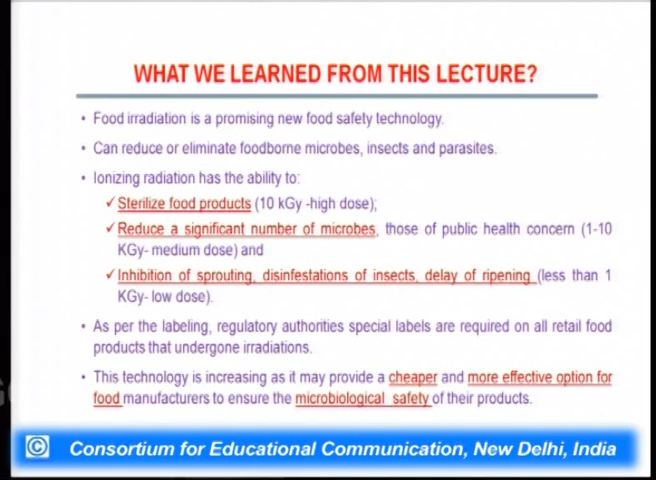 WHAT WE LEARNED FROM THIS LECTURE?
• Food irradiation is a promising new food safety technology.
• Can reduce or eliminate foodborne microbes, insects and parasites.
• Ionizing radiation has the ability to:
✓Sterilize food products (10 kGy -high dose);
✓Reduce a significant number of microbes, those of public health concern (1-10
KGy- medium dose) and
✓Inhibition of sprouting, disinfestations of insects, delay of ripening (less than 1
KGy- low dose).
• As per the labeling, regulatory authorities special labels are required on all retail food
products that undergone irradiations.
• This technology is increasing as it may provide a cheaper and more effective option for
food manufacturers to ensure the microbiological safety of their products.
© Consortium for Educational Communication, New Delhi, India